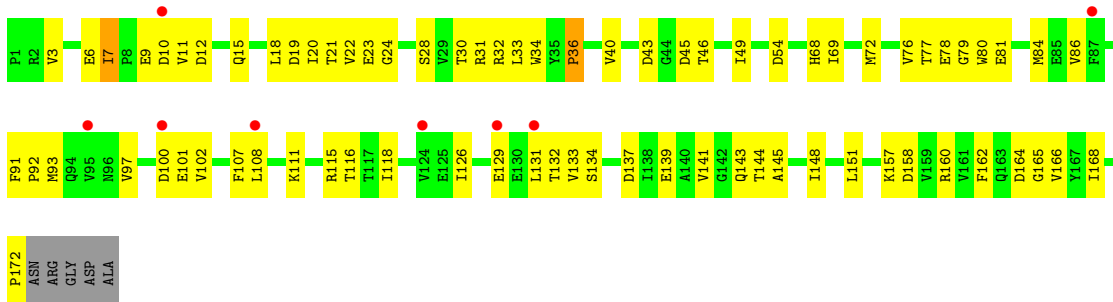 P1 R2 V3 E6 I7 P8 E9 D10 V11 D12 Q15 L18 D19 I20 T21 V22 E23 G24 S28 V29 T30 R31 R32 L33 W34 Y35 P36 V40 D43 G44 D45 T46 I49 D54 H68 I69 M72 V76 T77 E78 G79 W80 E81 M84 E85 V86 F87
F91 P92 M93 Q94 V95 N96 V97 D100 E101 V102 F107 L108 K111 R115 T116 T117 I118 V124 E125 I126 E129 E130 L131 T132 V133 S134 D137 I138 E139 A140 V141 G142 Q143 T144 A145 I148 L151 K157 D158 V159 R160 V161 F162 Q163 D164 G165 V166 Y167 I168
P172 ASN ARG GLY ASP ALA